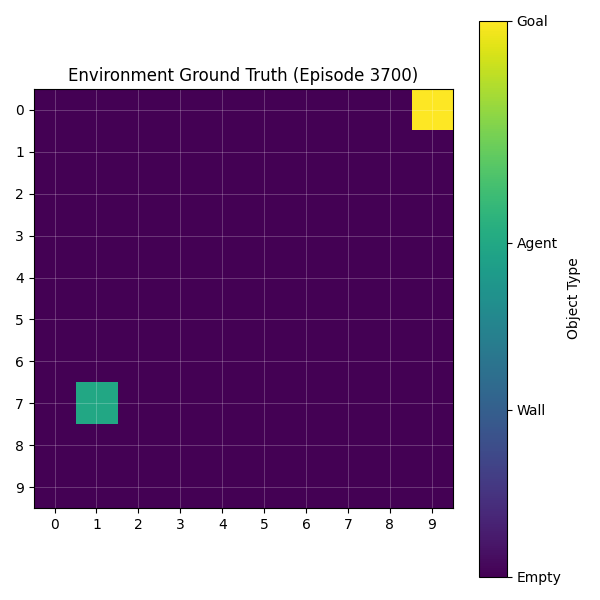 Environment Ground Truth (Episode 3700)
0
1
2
3
4
5
6
7
8
9
0 1 2 3 4 5 6 7 8 9
Goal
Agent
Wall
Empty
Object Type